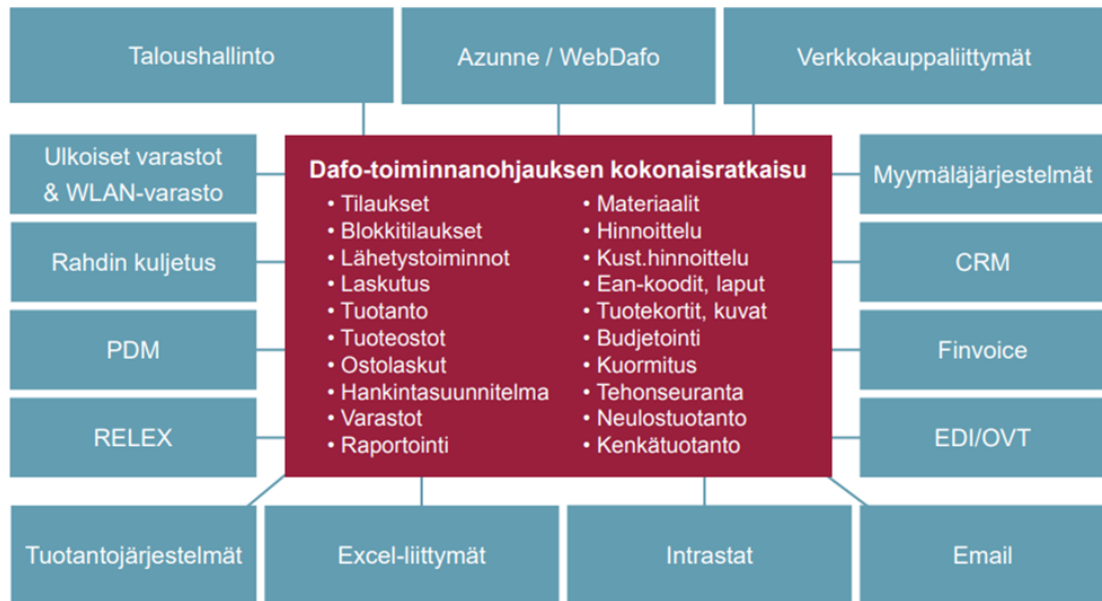 Taloushallinto
Azunne / WebDafo
Verkkokauppaliittymät
Ulkoiset varastot
& WLAN-varasto
Rahdin kuljetus
PDM
RELEX
Dafo-toiminnanohjauksen kokonaisratkaisu
• Tilaukset
• Blokkitilaukset
• Lähetystoiminnot
• Laskutus
• Tuotanto
• Tuoteostot
• Ostolaskut
• Hankintasuunnitelma
• Varastot
• Raportointi
• Materiaalit
• Hinnoittelu
• Kust.hinnoittelu
• Ean-koodit, laput
• Tuotekortit, kuvat
• Budjetointi
• Kuormitus
• Tehonseuranta
• Neulostuotanto
• Kenkätuotanto
Myymäläjärjestelmät
CRM
Finvoice
EDI/OVT
Tuotantojärjestelmät
Excel-liittymät
Intrastat
Email